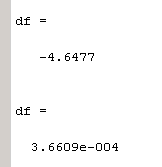 df =
-4.6477
df =
3.6609e-004